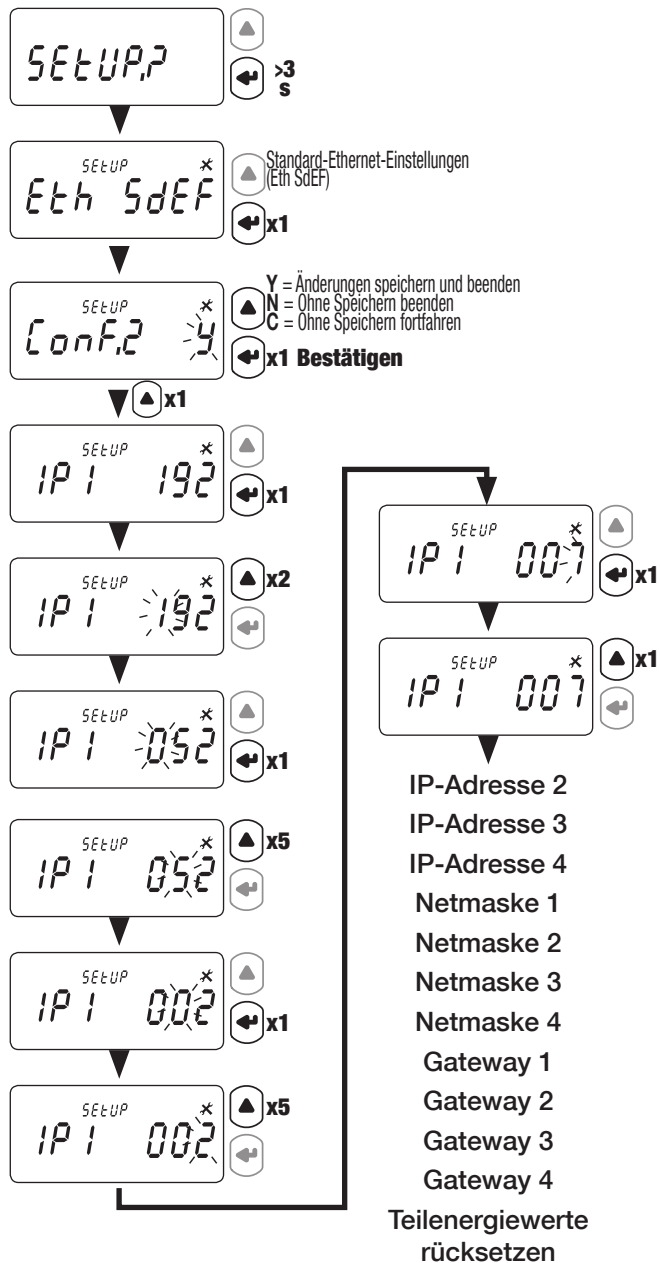 SEtUP,?
>3
s
SEtUP
Eth SdEF
Standard-Ethernet-Einstellungen
(Eth SdEF)
x1
SEtUP
ConF,2 Y
Y = Änderungen speichern und beenden
N = Ohne Speichern beenden
C = Ohne Speichern fortfahren
x1 Bestätigen
x1
SEtUP
IP1 192
x1
SEtUP
IP1 192
x2
SEtUP
IP1 052
x1
SEtUP
IP1 052
x5
SEtUP
IP1 002
x1
SEtUP
IP1 002
x5
SEtUP
IP1 007
x1
SEtUP
IP1 007
x1
IP-Adresse 2
IP-Adresse 3
IP-Adresse 4
Netmaske 1
Netmaske 2
Netmaske 3
Netmaske 4
Gateway 1
Gateway 2
Gateway 3
Gateway 4
Teilenergiewerte
rücksetzen